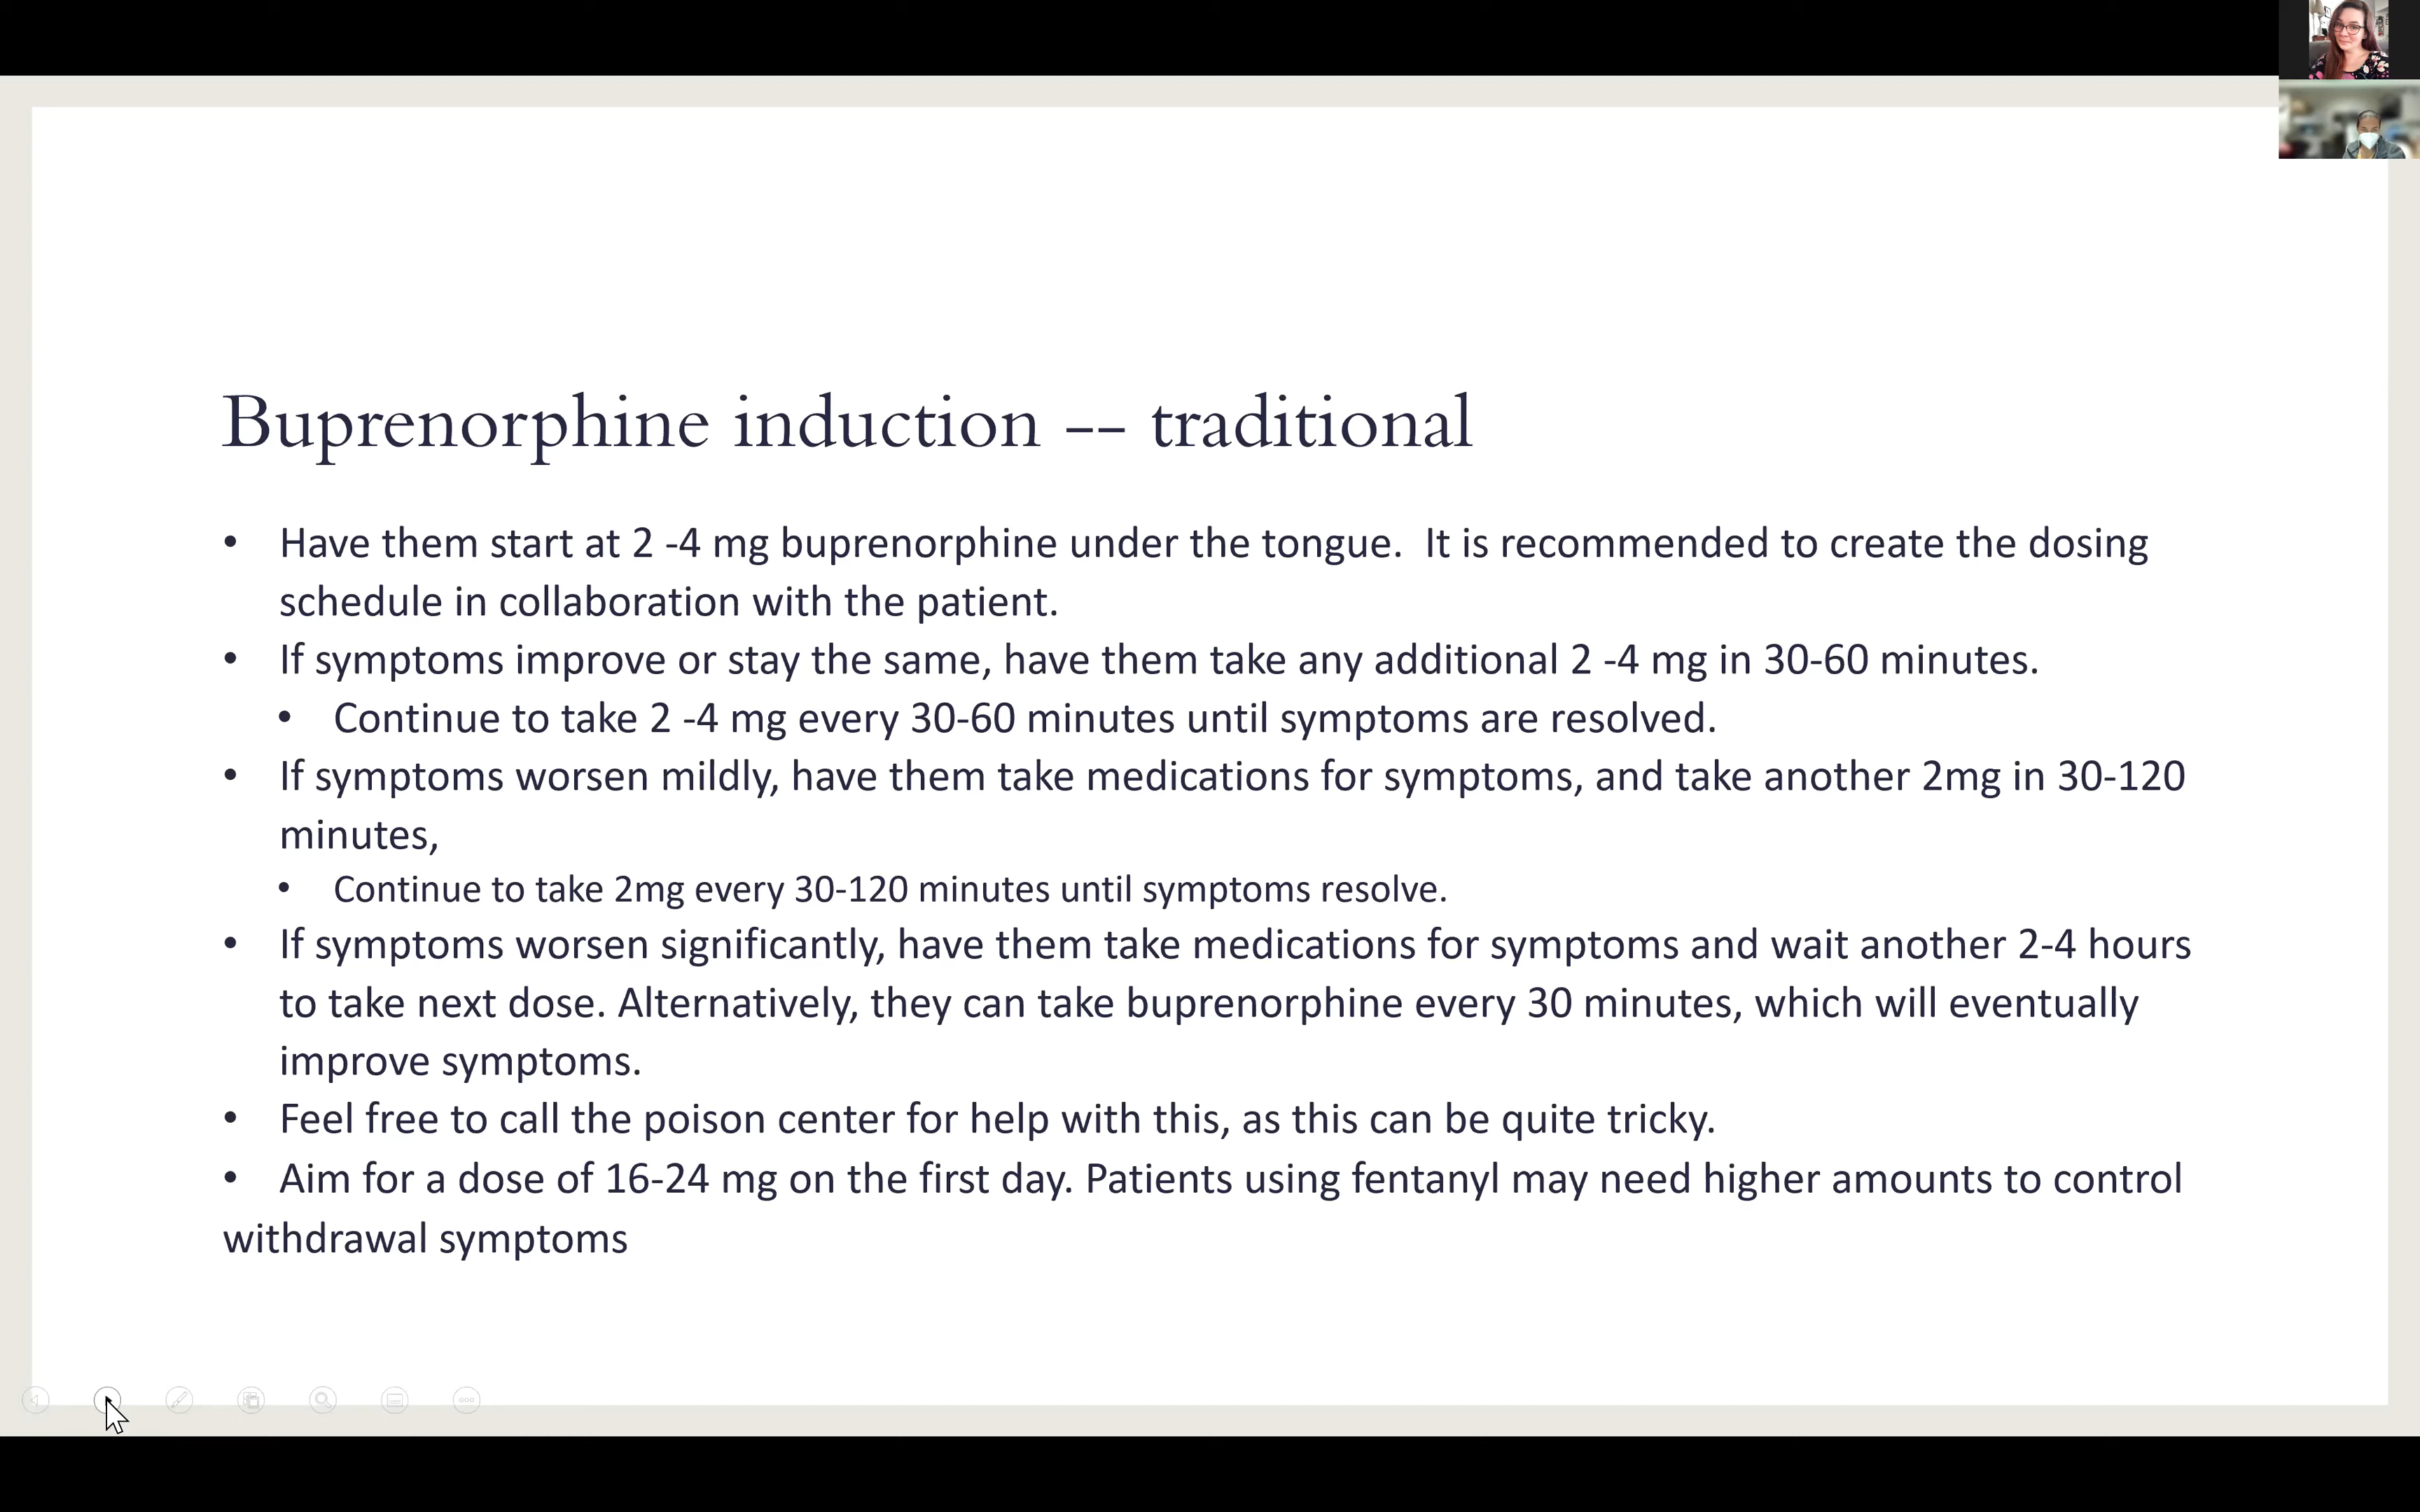 Buprenorphine induction -- traditional
• Have them start at 2 -4 mg buprenorphine under the tongue.  It is recommended to create the dosing
schedule in collaboration with the patient.
• If symptoms improve or stay the same, have them take any additional 2 -4 mg in 30-60 minutes.
• Continue to take 2 -4 mg every 30-60 minutes until symptoms are resolved.
• If symptoms worsen mildly, have them take medications for symptoms, and take another 2mg in 30-120
minutes,
• Continue to take 2mg every 30-120 minutes until symptoms resolve.
• If symptoms worsen significantly, have them take medications for symptoms and wait another 2-4 hours
to take next dose. Alternatively, they can take buprenorphine every 30 minutes, which will eventually
improve symptoms.
• Feel free to call the poison center for help with this, as this can be quite tricky.
• Aim for a dose of 16-24 mg on the first day. Patients using fentanyl may need higher amounts to control
withdrawal symptoms